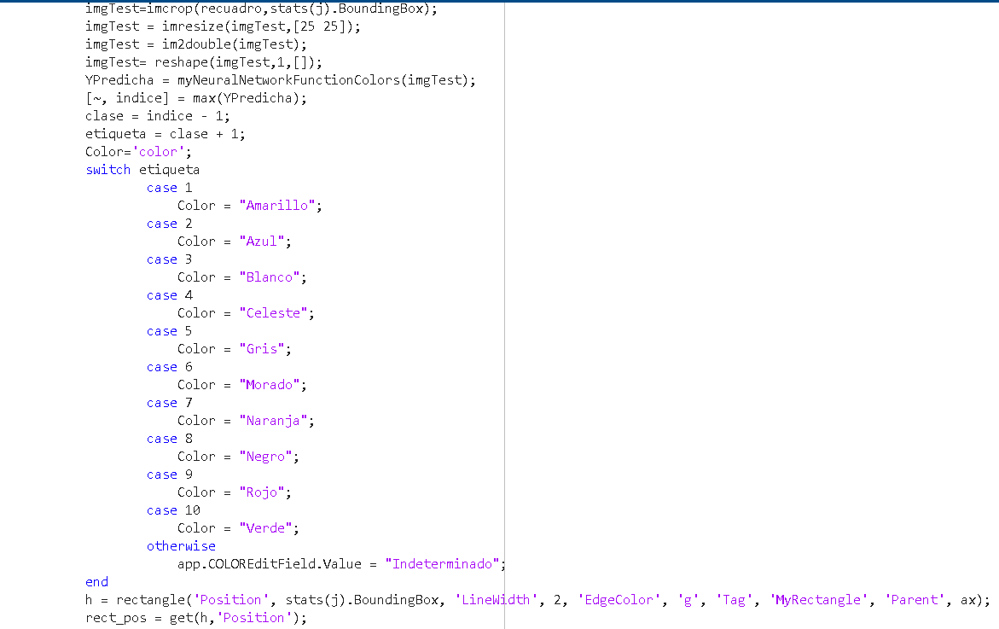 imgTest=imcrop(recuadro,stats(j).BoundingBox);
imgTest = imresize(imgTest,[25 25]);
imgTest = im2double(imgTest);
imgTest= reshape(imgTest,1,[]);
YPredicha = myNeuralNetworkFunctionColors(imgTest);
[~, indice] = max(YPredicha);
clase = indice - 1;
etiqueta = clase + 1;
Color='color';
switch etiqueta
case 1
Color = "Amarillo";
case 2
Color = "Azul";
case 3
Color = "Blanco";
case 4
Color = "Celeste";
case 5
Color = "Gris";
case 6
Color = "Morado";
case 7
Color = "Naranja";
case 8
Color = "Negro";
case 9
Color = "Rojo";
case 10
Color = "Verde";
otherwise
app.COLOREditField.Value = "Indeterminado";
end
h = rectangle('Position', stats(j).BoundingBox, 'LineWidth', 2, 'EdgeColor', 'g', 'Tag', 'MyRectangle', 'Parent', ax);
rect_pos = get(h,'Position');